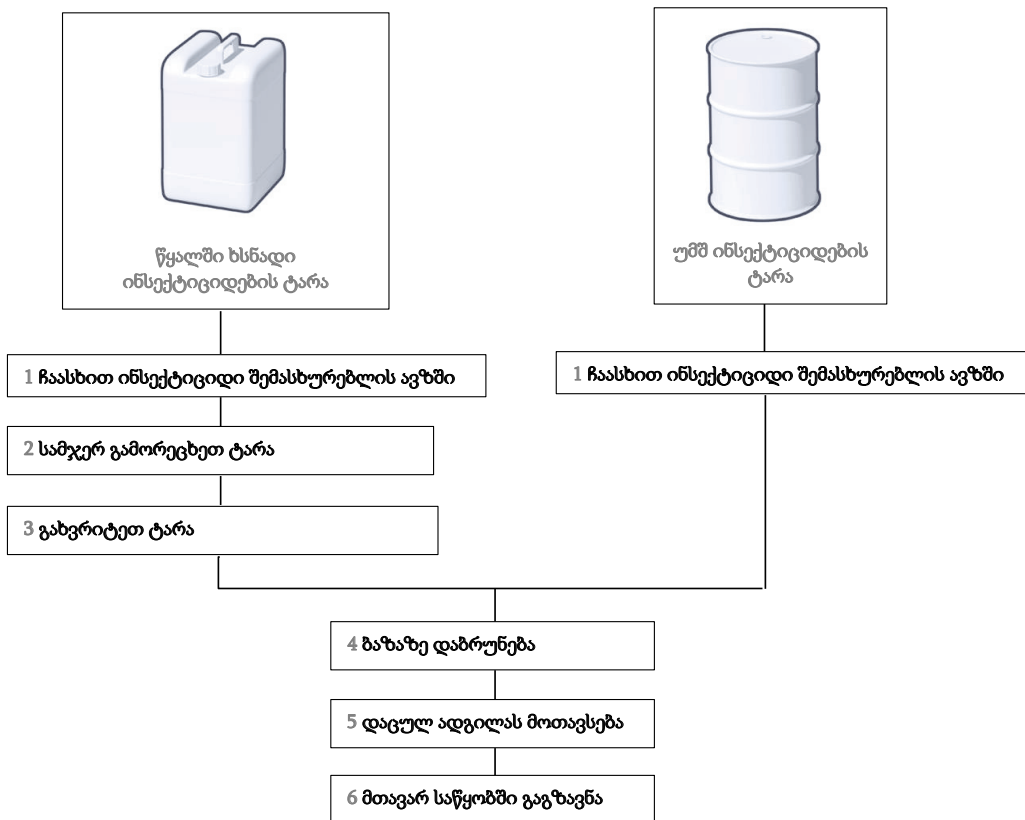 წყალში ხსნადი
ინსექტიციდების ტარა
უმშ ინსექტიციდების
ტარა
1 ჩაასხით ინსექტიციდი შემასხურებლის ავზში
1 ჩაასხით ინსექტიციდი შემასხურებლის ავზში
2 სამჯერ გამორეცხეთ ტარა
3 გახვრიტეთ ტარა
4 ბაზაზე დაბრუნება
5 დაცულ ადგილას მოთავსება
6 მთავარ საწყობში გაგზავნა